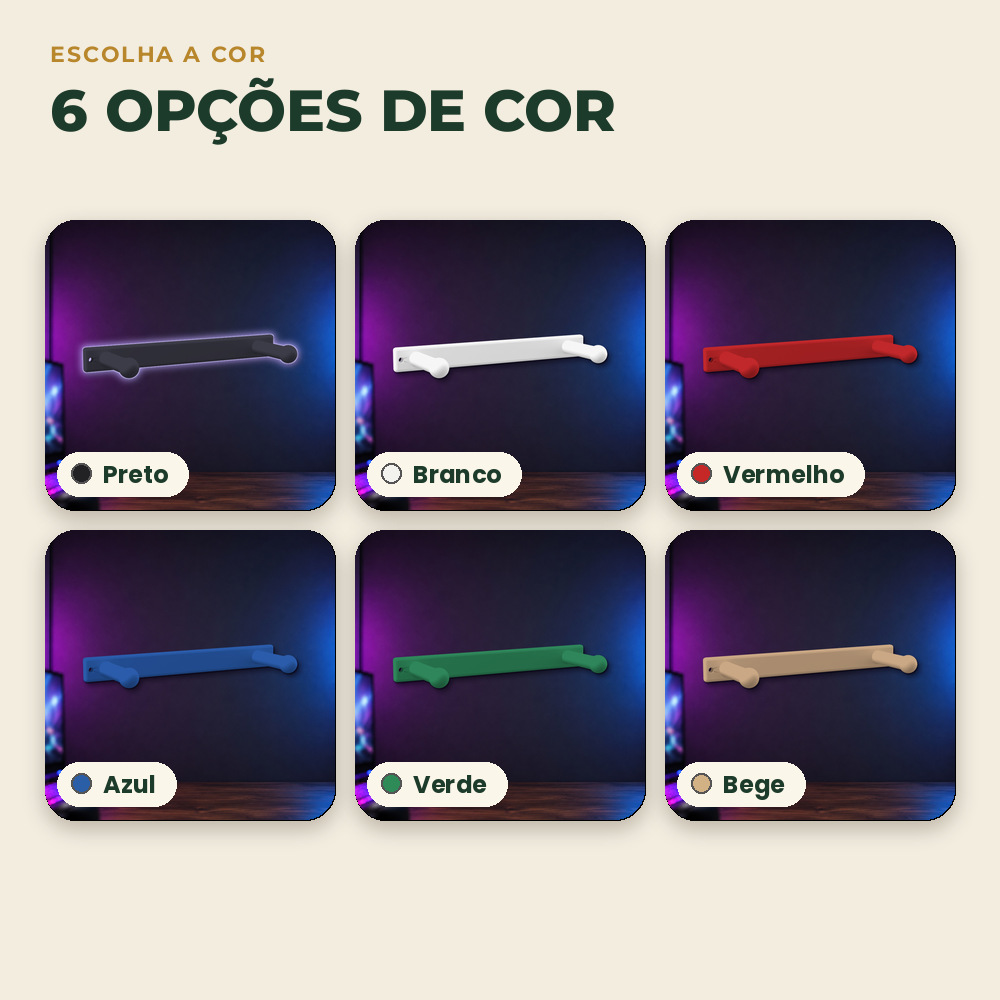 ESCOLHA A COR
6 OPÇÕES DE COR
Preto
Branco
Vermelho
Azul
Verde
Bege